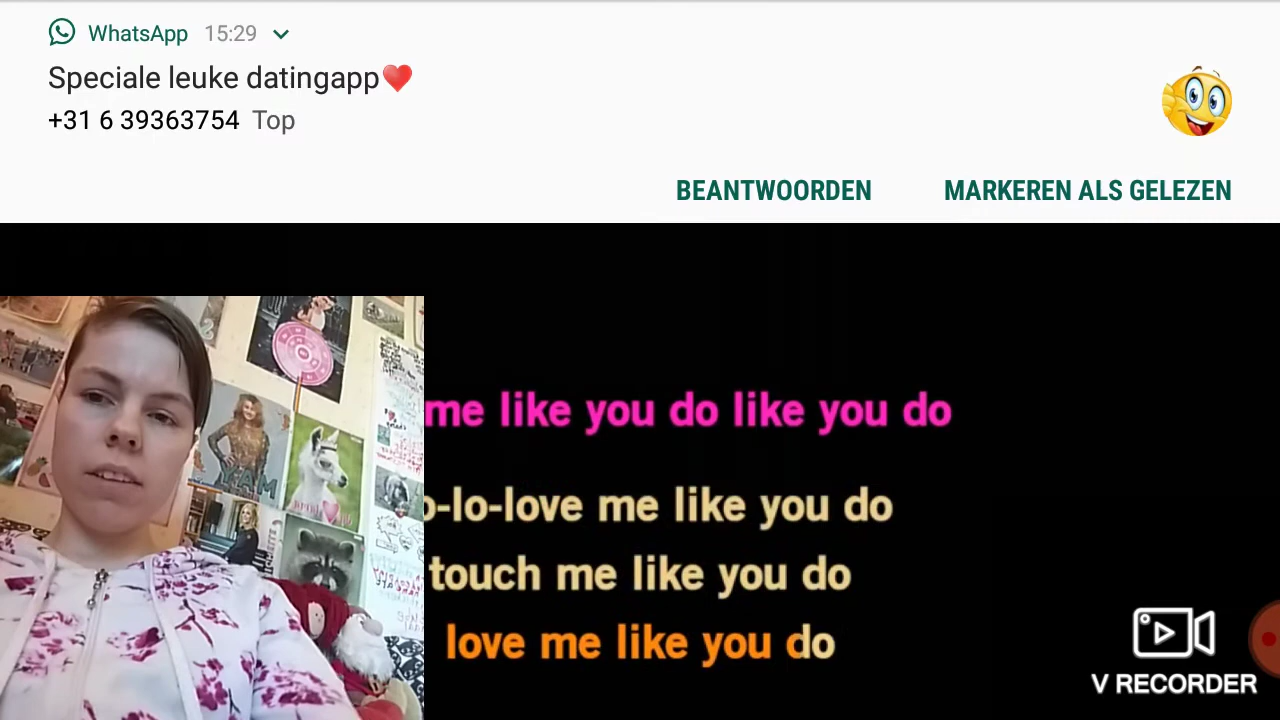 WhatsApp 15:29
Speciale leuke datingapp❤️
+31 6 39363754 Top
BEANTWOORDEN MARKEREN ALS GELEZEN
me like you do like you do
o-lo-love me like you do
touch me like you do
love me like you do
YAM
V RECORDER